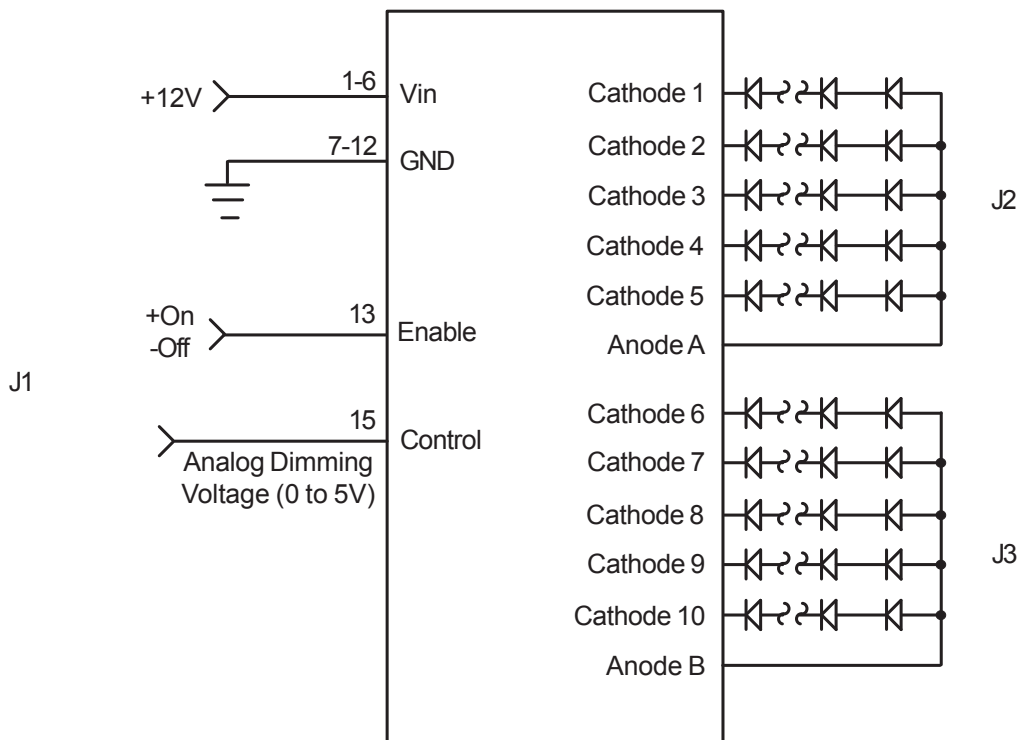 J1
+12V
1-6
Vin
7-12
GND
+On
-Off
13
Enable
15
Control
Analog Dimming
Voltage (0 to 5V)
Cathode 1
Cathode 2
Cathode 3
Cathode 4
Cathode 5
Anode A
J2
Cathode 6
Cathode 7
Cathode 8
Cathode 9
Cathode 10
Anode B
J3